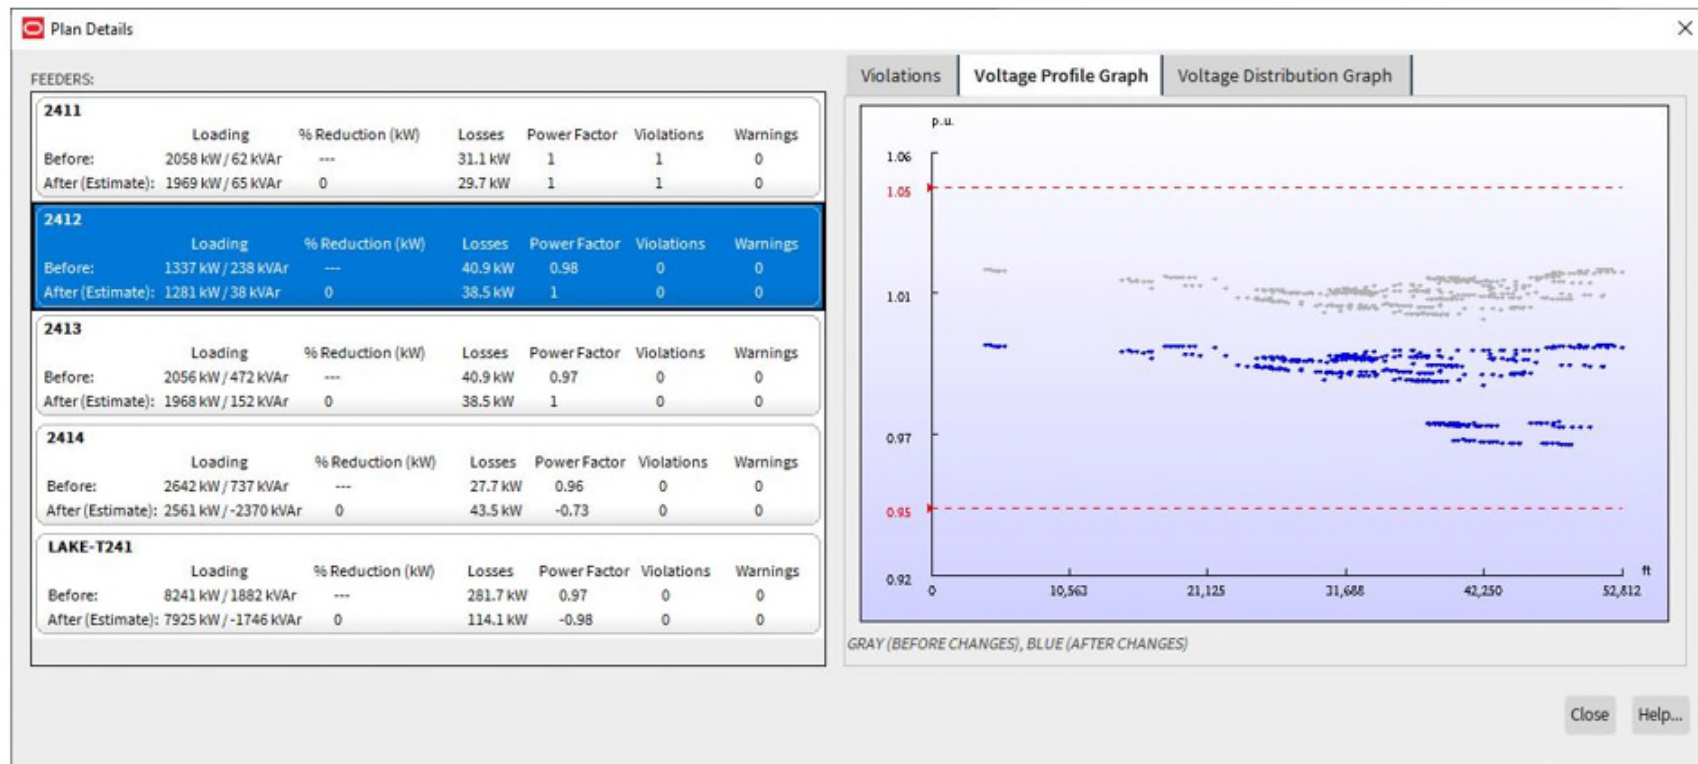 Plan Details
FEEDERS:
2411
Loading % Reduction (kW) Losses Power Factor Violations Warnings
Before: 2058 kW / 62 kVAr --- 31.1 kW 1 1 0
After (Estimate): 1969 kW / 65 kVAr 0 29.7 kW 1 1 0
2412
Loading % Reduction (kW) Losses Power Factor Violations Warnings
Before: 1337 kW / 238 kVAr --- 40.9 kW 0.98 0 0
After (Estimate): 1281 kW / 38 kVAr 0 38.5 kW 1 0 0
2413
Loading % Reduction (kW) Losses Power Factor Violations Warnings
Before: 2056 kW / 472 kVAr --- 40.9 kW 0.97 0 0
After (Estimate): 1968 kW / 152 kVAr 0 38.5 kW 1 0 0
2414
Loading % Reduction (kW) Losses Power Factor Violations Warnings
Before: 2642 kW / 737 kVAr --- 27.7 kW 0.96 0 0
After (Estimate): 2561 kW / -2370 kVAr 0 43.5 kW -0.73 0 0
LAKE-T241
Loading % Reduction (kW) Losses Power Factor Violations Warnings
Before: 8241 kW / 1882 kVAr --- 281.7 kW 0.97 0 0
After (Estimate): 7925 kW / -1746 kVAr 0 114.1 kW -0.98 0 0
Violations Voltage Profile Graph Voltage Distribution Graph
p.u.
1.06
1.05
1.01
0.97
0.95
0.92
ft
0 10,563 21,125 31,688 42,250 52,812
GRAY (BEFORE CHANGES), BLUE (AFTER CHANGES)
Close Help...